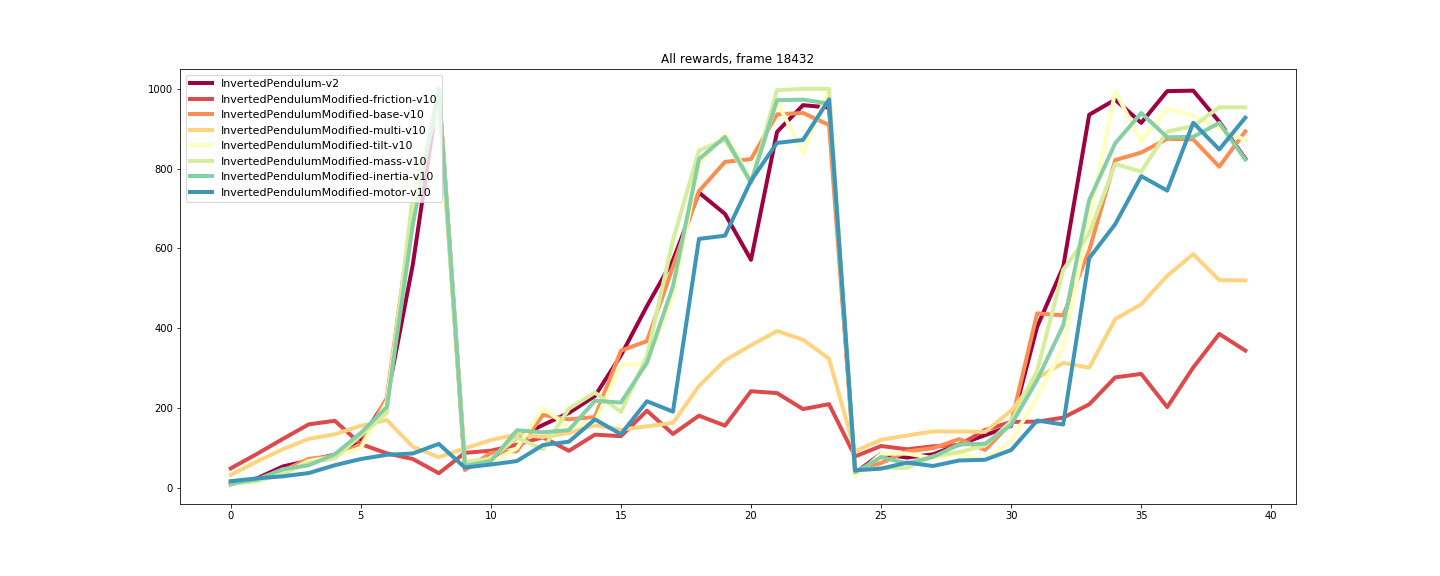 All rewards, frame 18432
1000
800
600
400
200
0
InvertedPendulum-v2
InvertedPendulumModified-friction-v10
InvertedPendulumModified-base-v10
InvertedPendulumModified-multi-v10
InvertedPendulumModified-tilt-v10
InvertedPendulumModified-mass-v10
InvertedPendulumModified-inertia-v10
InvertedPendulumModified-motor-v10
0 5 10 15 20 25 30 35 40